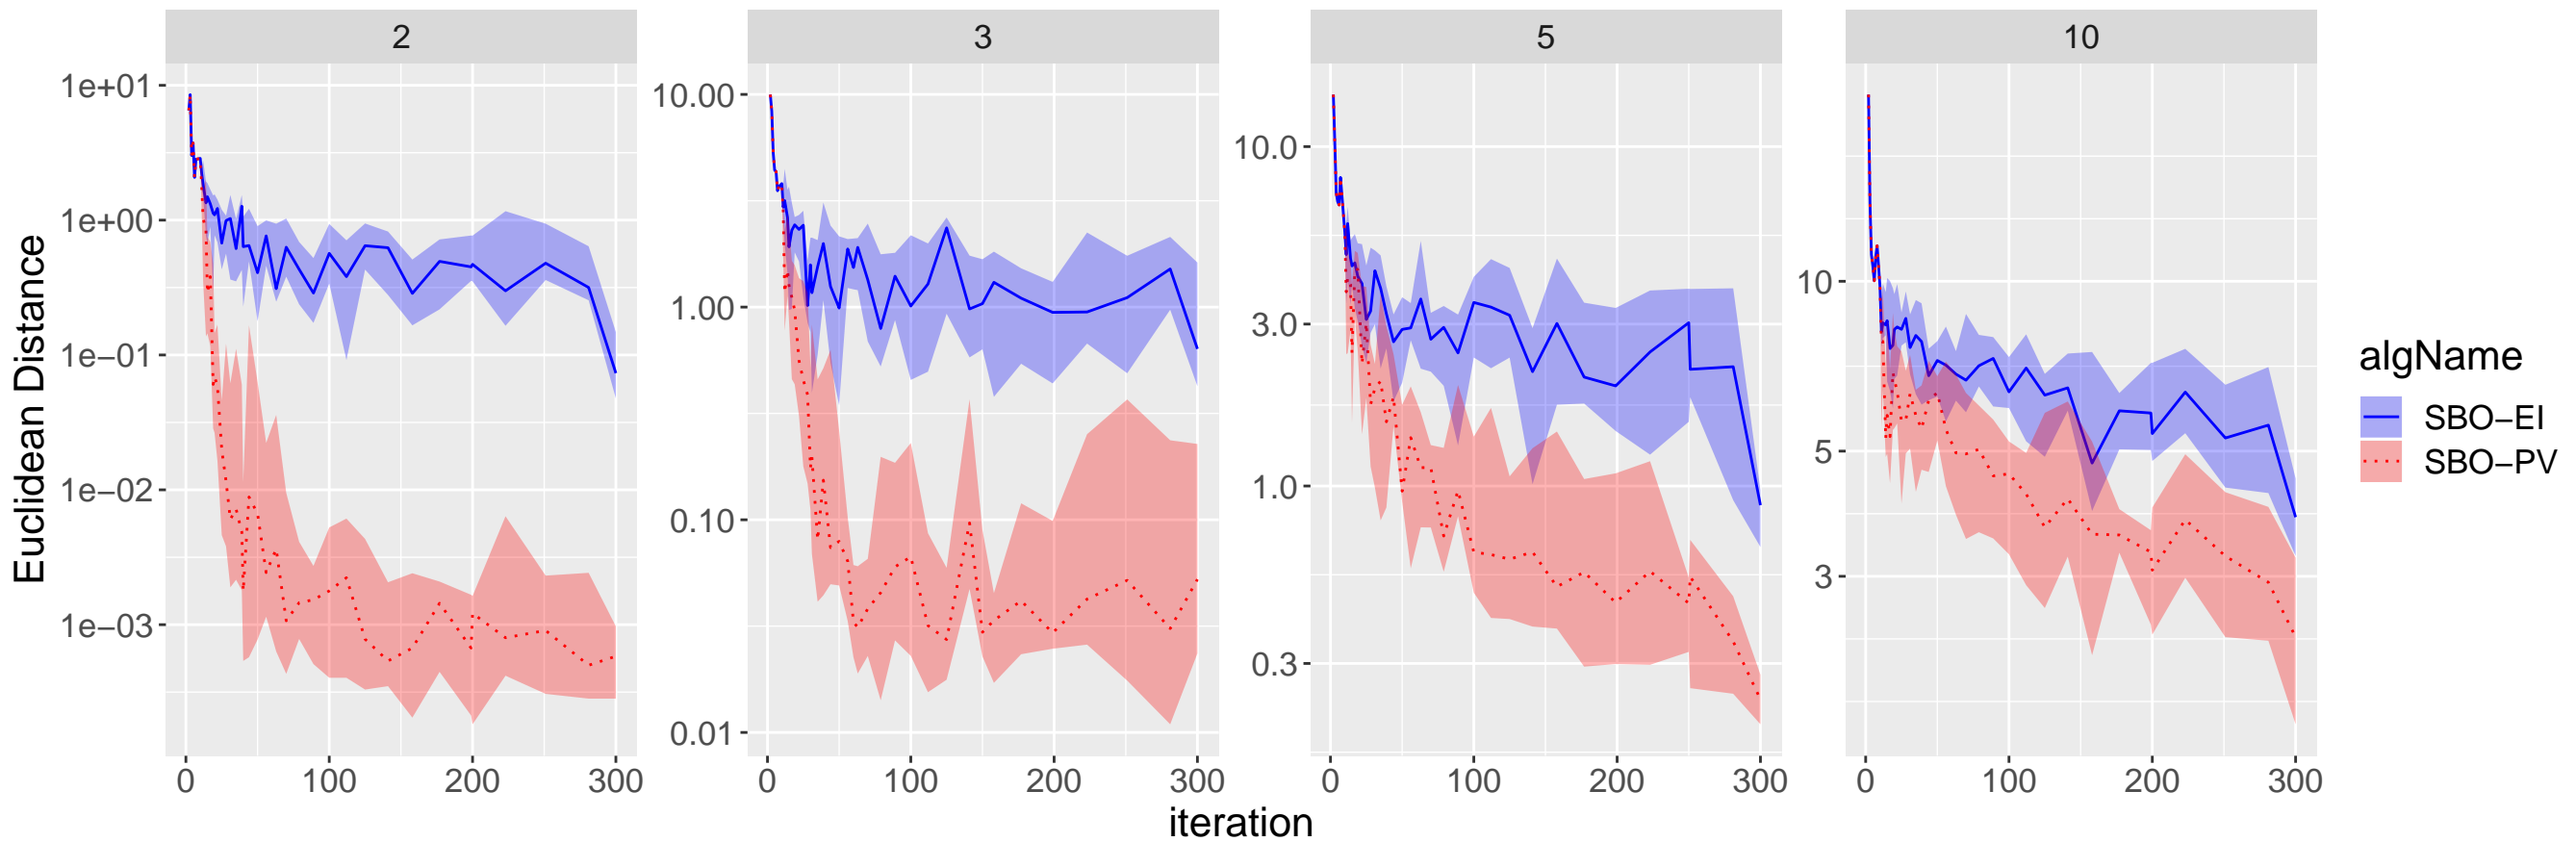 2 3 5 10
Euclidean Distance
1e+01
1e+00
1e−01
1e−02
1e−03
0 100 200 300
10.00
1.00
0.10
0.01
0 100 200 300
10.0
3.0
1.0
0.3
0 100 200 300
10
5
3
0 100 200 300
iteration
algName
SBO−EI
SBO−PV